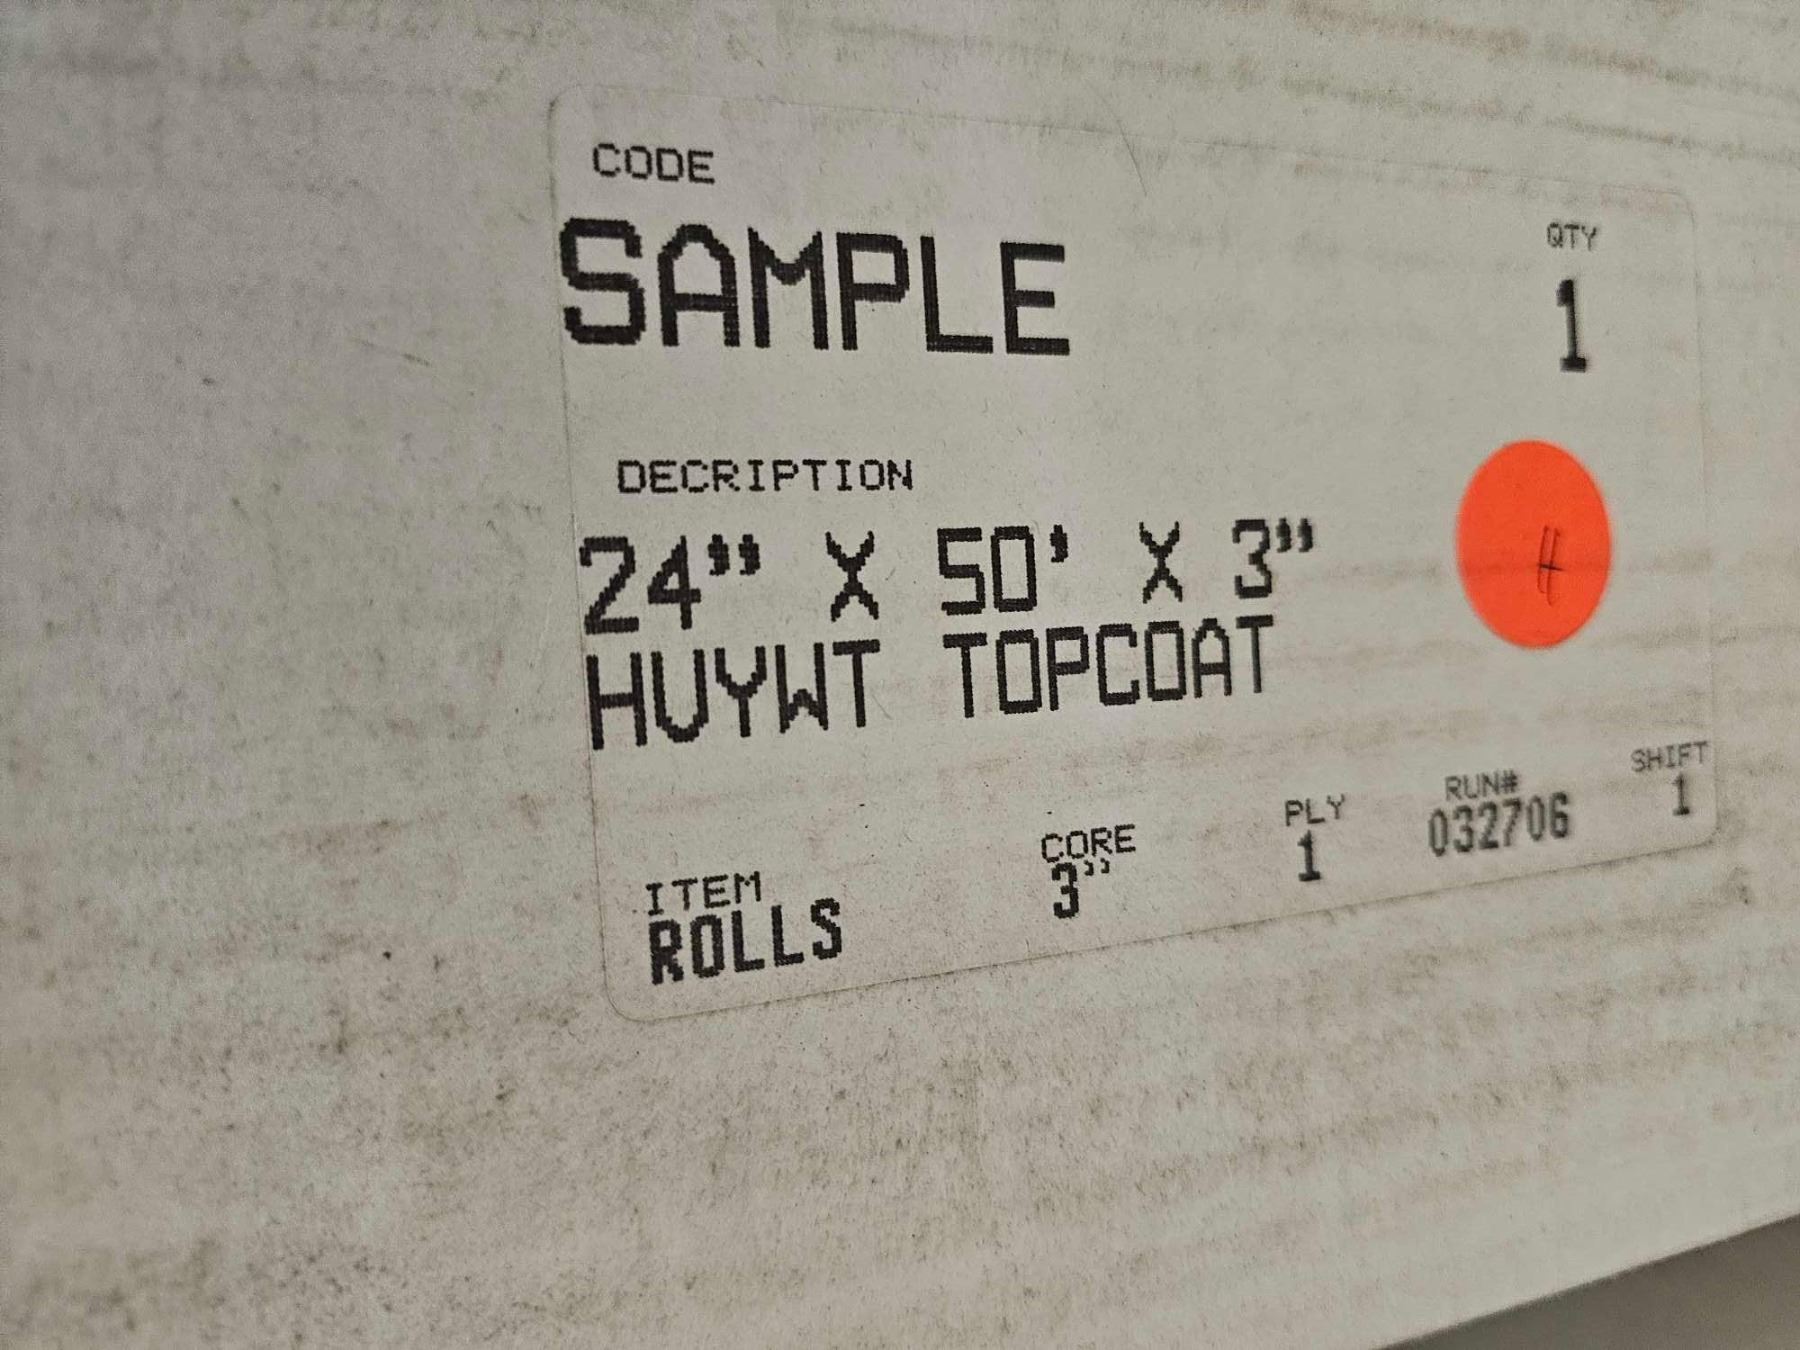 CODE
SAMPLE
QTY
1
DECRIPTION
24” X 50’ X 3”
HUYWT TOPCOAT
ITEM
ROLLS
CORE
3”
PLY
1
RUN#
032706
SHIFT
1